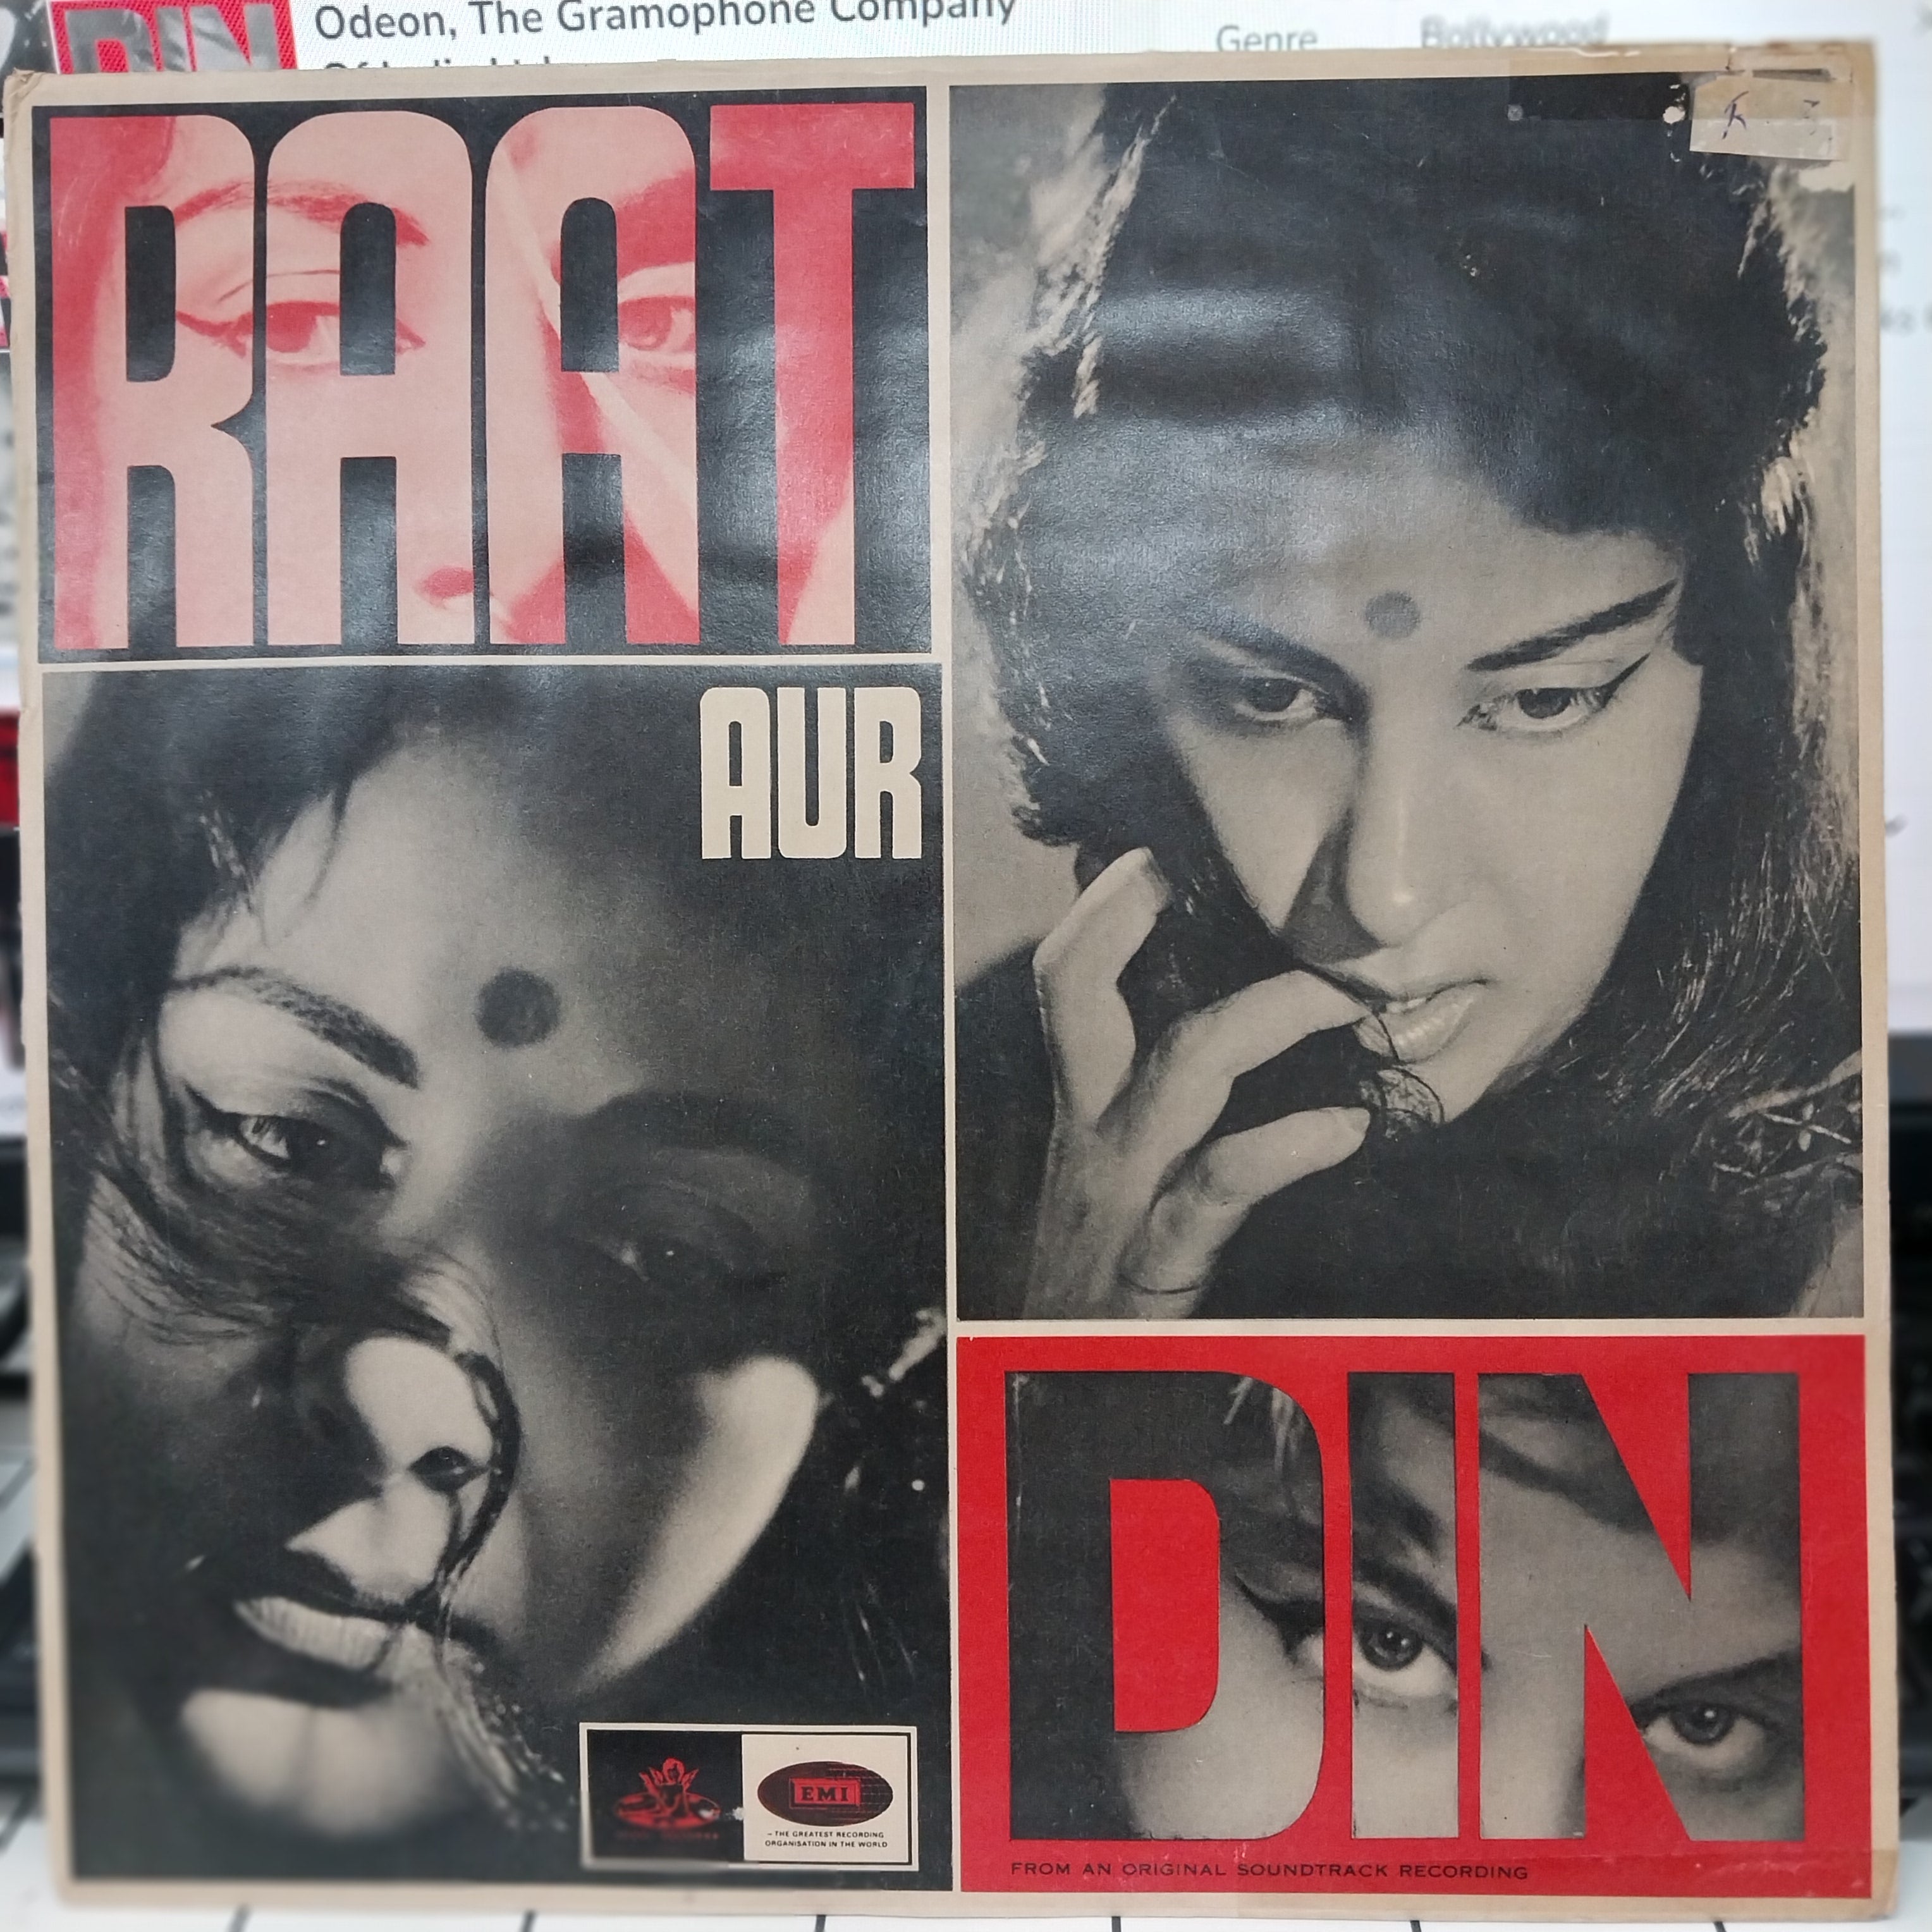 Odeon, The Gramophone Company
Genre
Bollywood
DIN
RAAT
AUR
DIN
EMI
– THE GREATEST RECORDING
ORGANISATION IN THE WORLD
FROM AN ORIGINAL SOUNDTRACK RECORDING